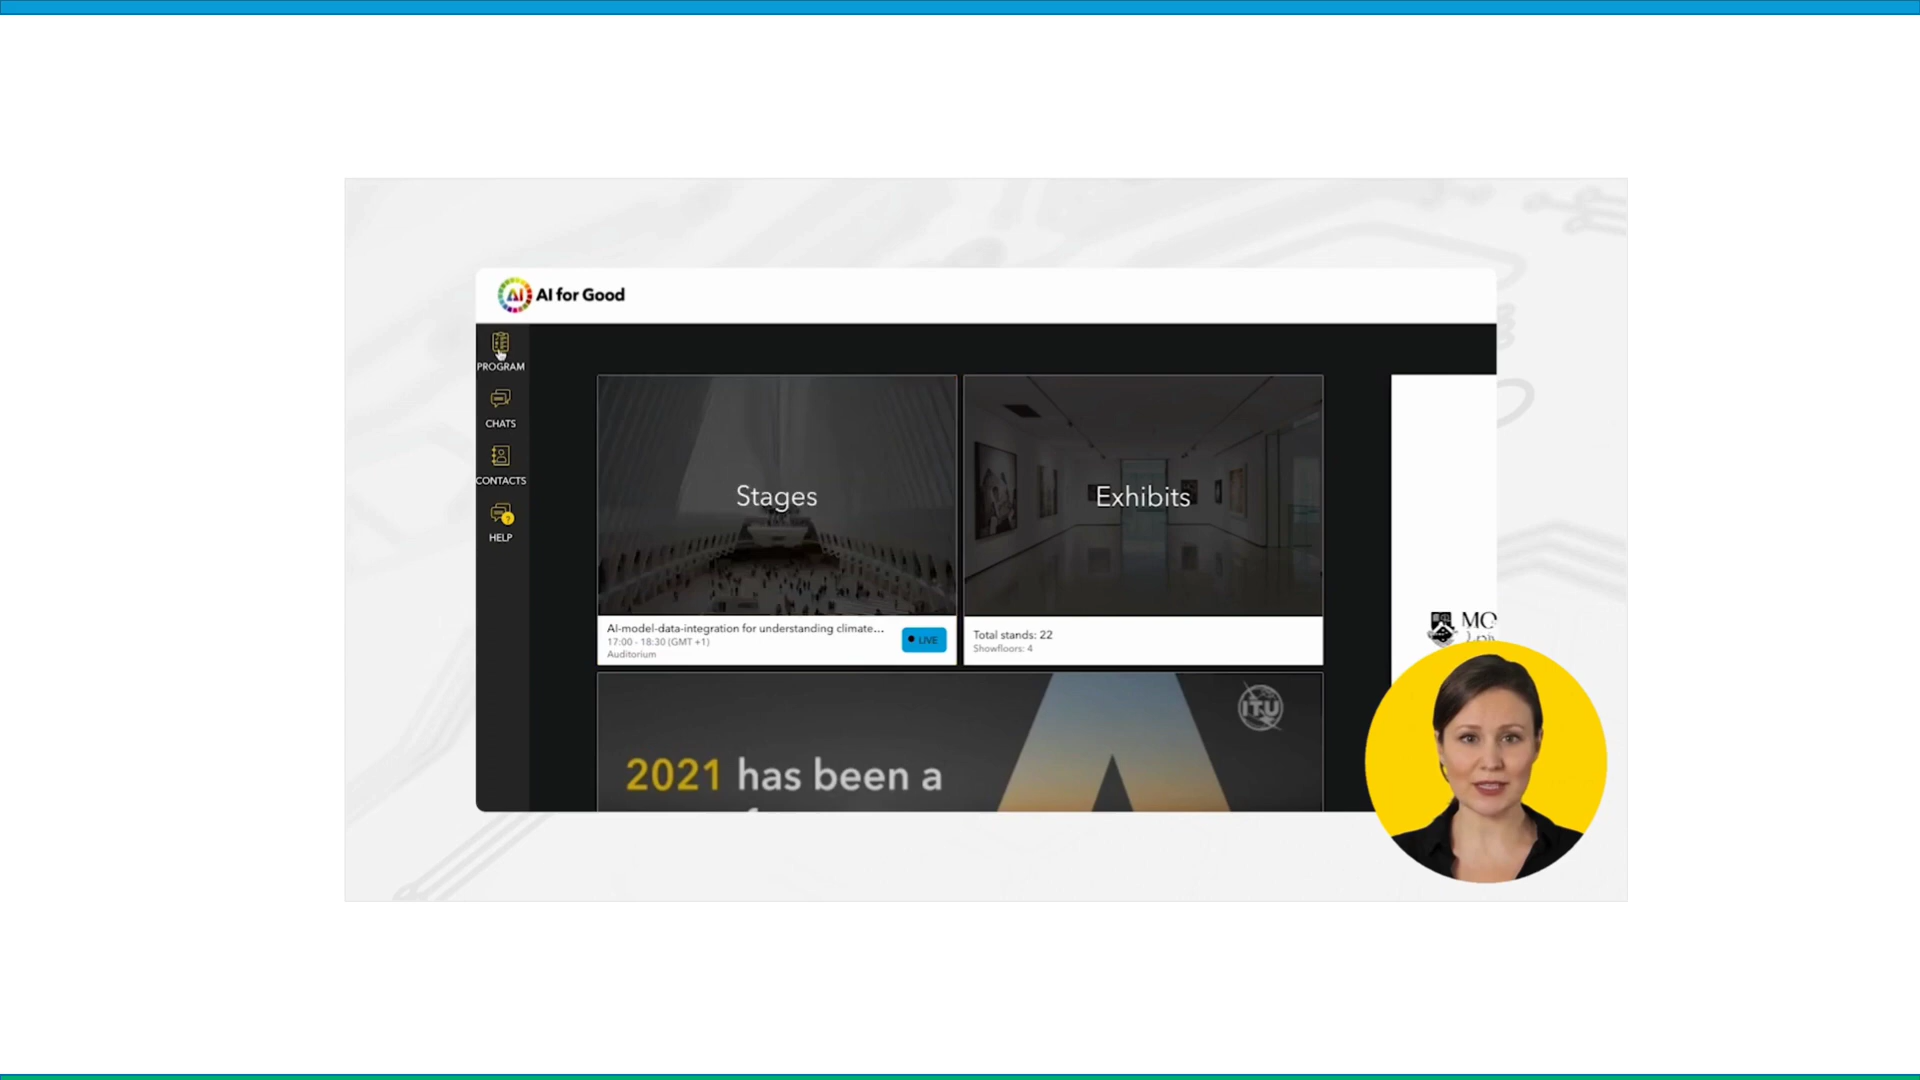 AI for Good
PROGRAM
CHATS
CONTACTS
?
HELP
Stages
AI-model-data-integration for understanding climate...
17:00 - 18:30 (GMT +1)
Auditorium
LIVE
Exhibits
Total stands: 22
Showfloors: 4
ITU
2021 has been a